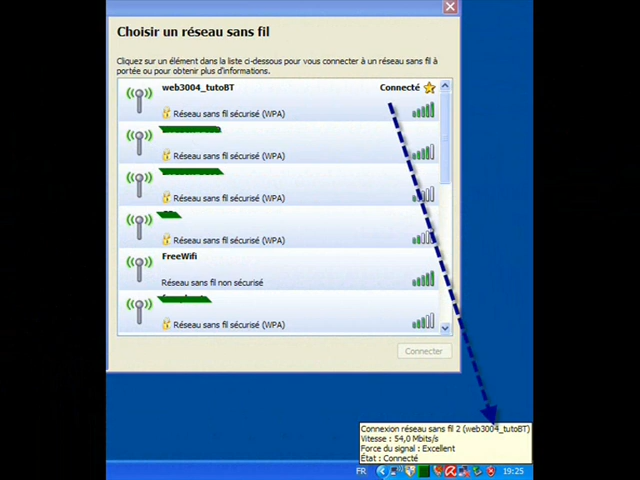 Choisir un réseau sans fil
Cliquez sur un élément dans la liste ci-dessous pour vous connecter à un réseau sans fil à
portée ou pour obtenir plus d'informations.
web3004_tutoBT Connecté
Réseau sans fil sécurisé (WPA)
Réseau sans fil sécurisé (WPA)
Réseau sans fil sécurisé (WPA)
Réseau sans fil sécurisé (WPA)
FreeWifi
Réseau sans fil non sécurisé
Réseau sans fil sécurisé (WPA)
Connecter
Connexion réseau sans fil 2 (web3004_tutoBT)
Vitesse : 54,0 Mbits/s
Force du signal : Excellent
État : Connecté
FR 19:25